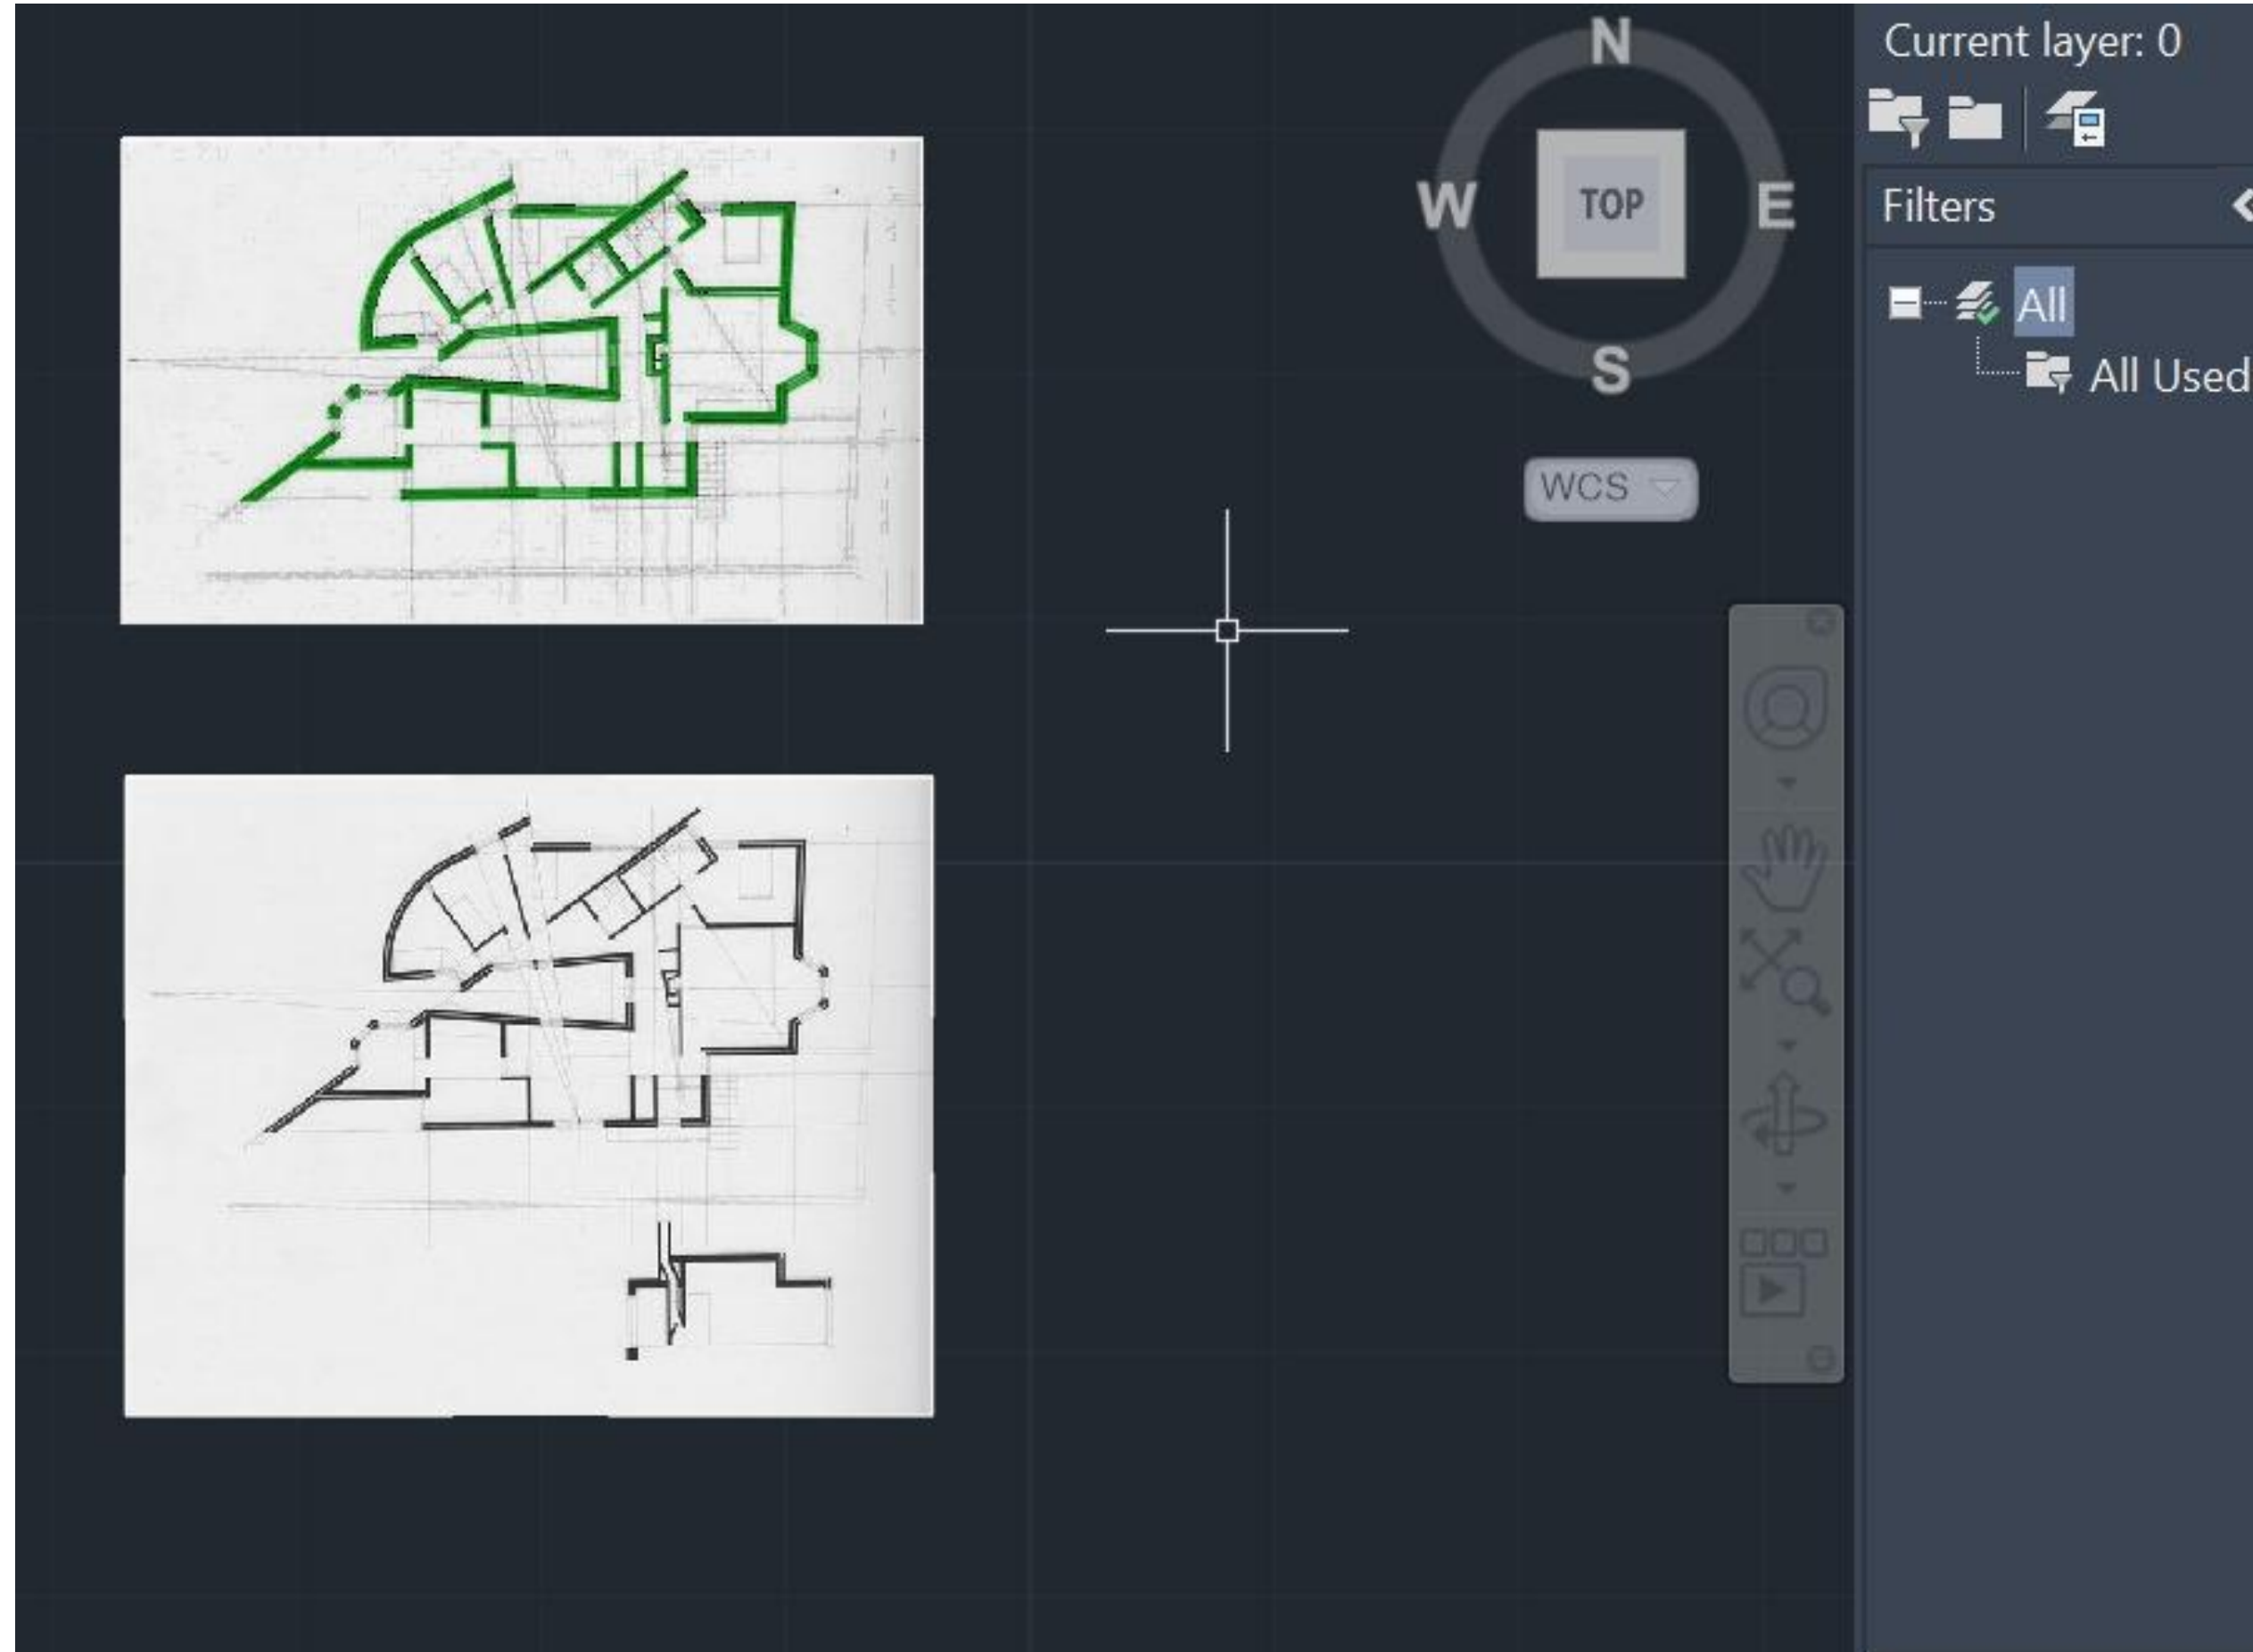 N
W
TOP
E
S
WCS
Current layer: 0
Filters
All
All Used